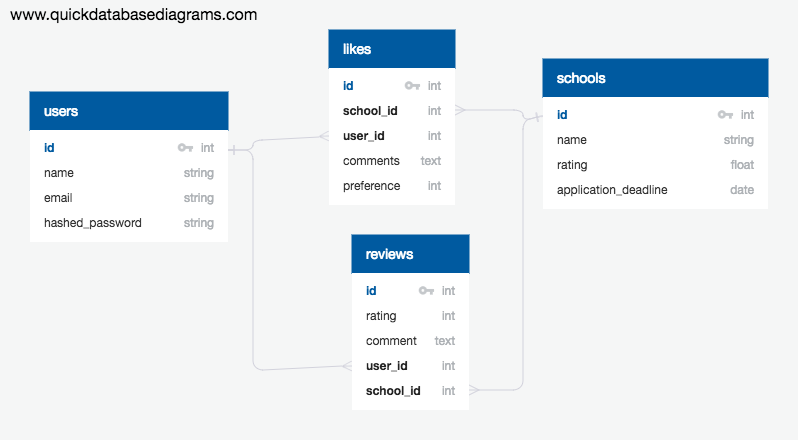 www.quickdatabasediagrams.com
users
id int
name string
email string
hashed_password string
likes
id int
school_id int
user_id int
comments text
preference int
schools
id int
name string
rating float
application_deadline date
reviews
id int
rating int
comment text
user_id int
school_id int